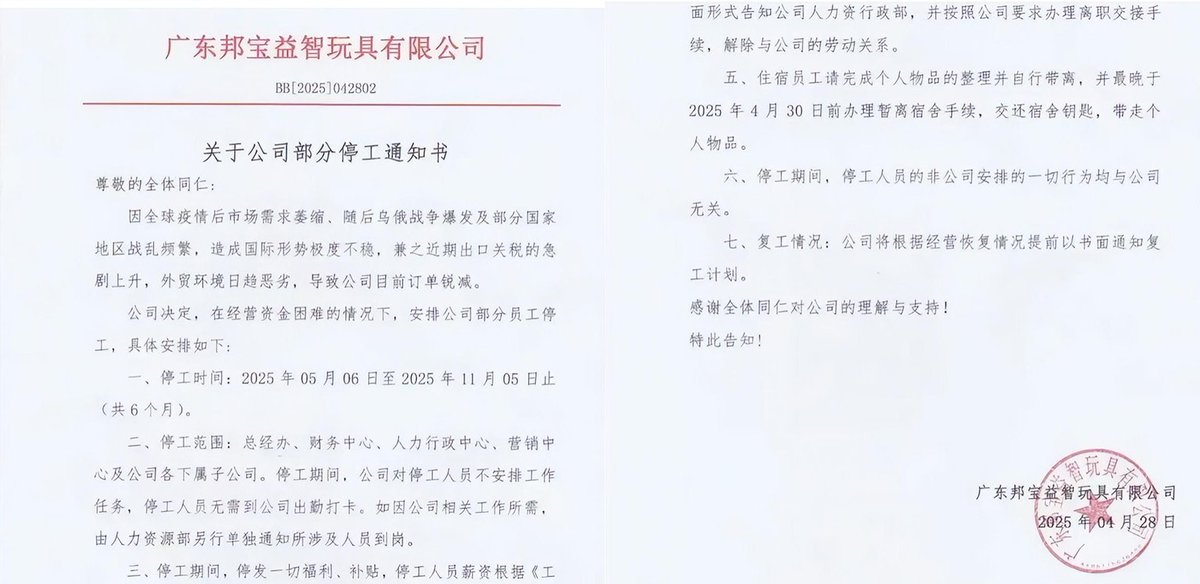 广东邦宝益智玩具有限公司
BB[2025]042802
关于公司部分停工通知书
尊敬的全体同仁:
因全球疫情后市场需求萎缩、随后乌俄战争爆发及部分国家
地区战乱频繁，造成国际形势极度不稳，兼之近期出口关税的急
剧上升，外贸环境日趋恶劣，导致公司目前订单锐减。
公司决定，在经营资金困难的情况下，安排公司部分员工停
工，具体安排如下:
一、停工时间：2025 年 05 月 06 日至 2025 年 11 月 05 日止
（共 6 个月）。
二、停工范围：总经办、财务中心、人力行政中心、营销中
心及公司各下属子公司。停工期间，公司对停工人员不安排工作
任务，停工人员无需到公司出勤打卡。如因公司相关工作所需，
由人力资源部另行单独通知所涉及人员到岗。
三、停工期间，停发一切福利、补贴，停工人员薪资根据《工
面形式告知公司人力资行政部，并按照公司要求办理离职交接手
续，解除与公司的劳动关系。
五、住宿员工请完成个人物品的整理并自行带离，并最晚于
2025 年 4 月 30 日前办理暂离宿舍手续，交还宿舍钥匙，带走个
人物品。
六、停工期间，停工人员的非公司安排的一切行为均与公司
无关。
七、复工情况：公司将根据经营恢复情况提前以书面通知复
工计划。
感谢全体同仁对公司的理解与支持！
特此告知!
广东邦宝益智玩具有限公司
2025 年 04 月 28 日
广东邦宝益智玩具有限公司